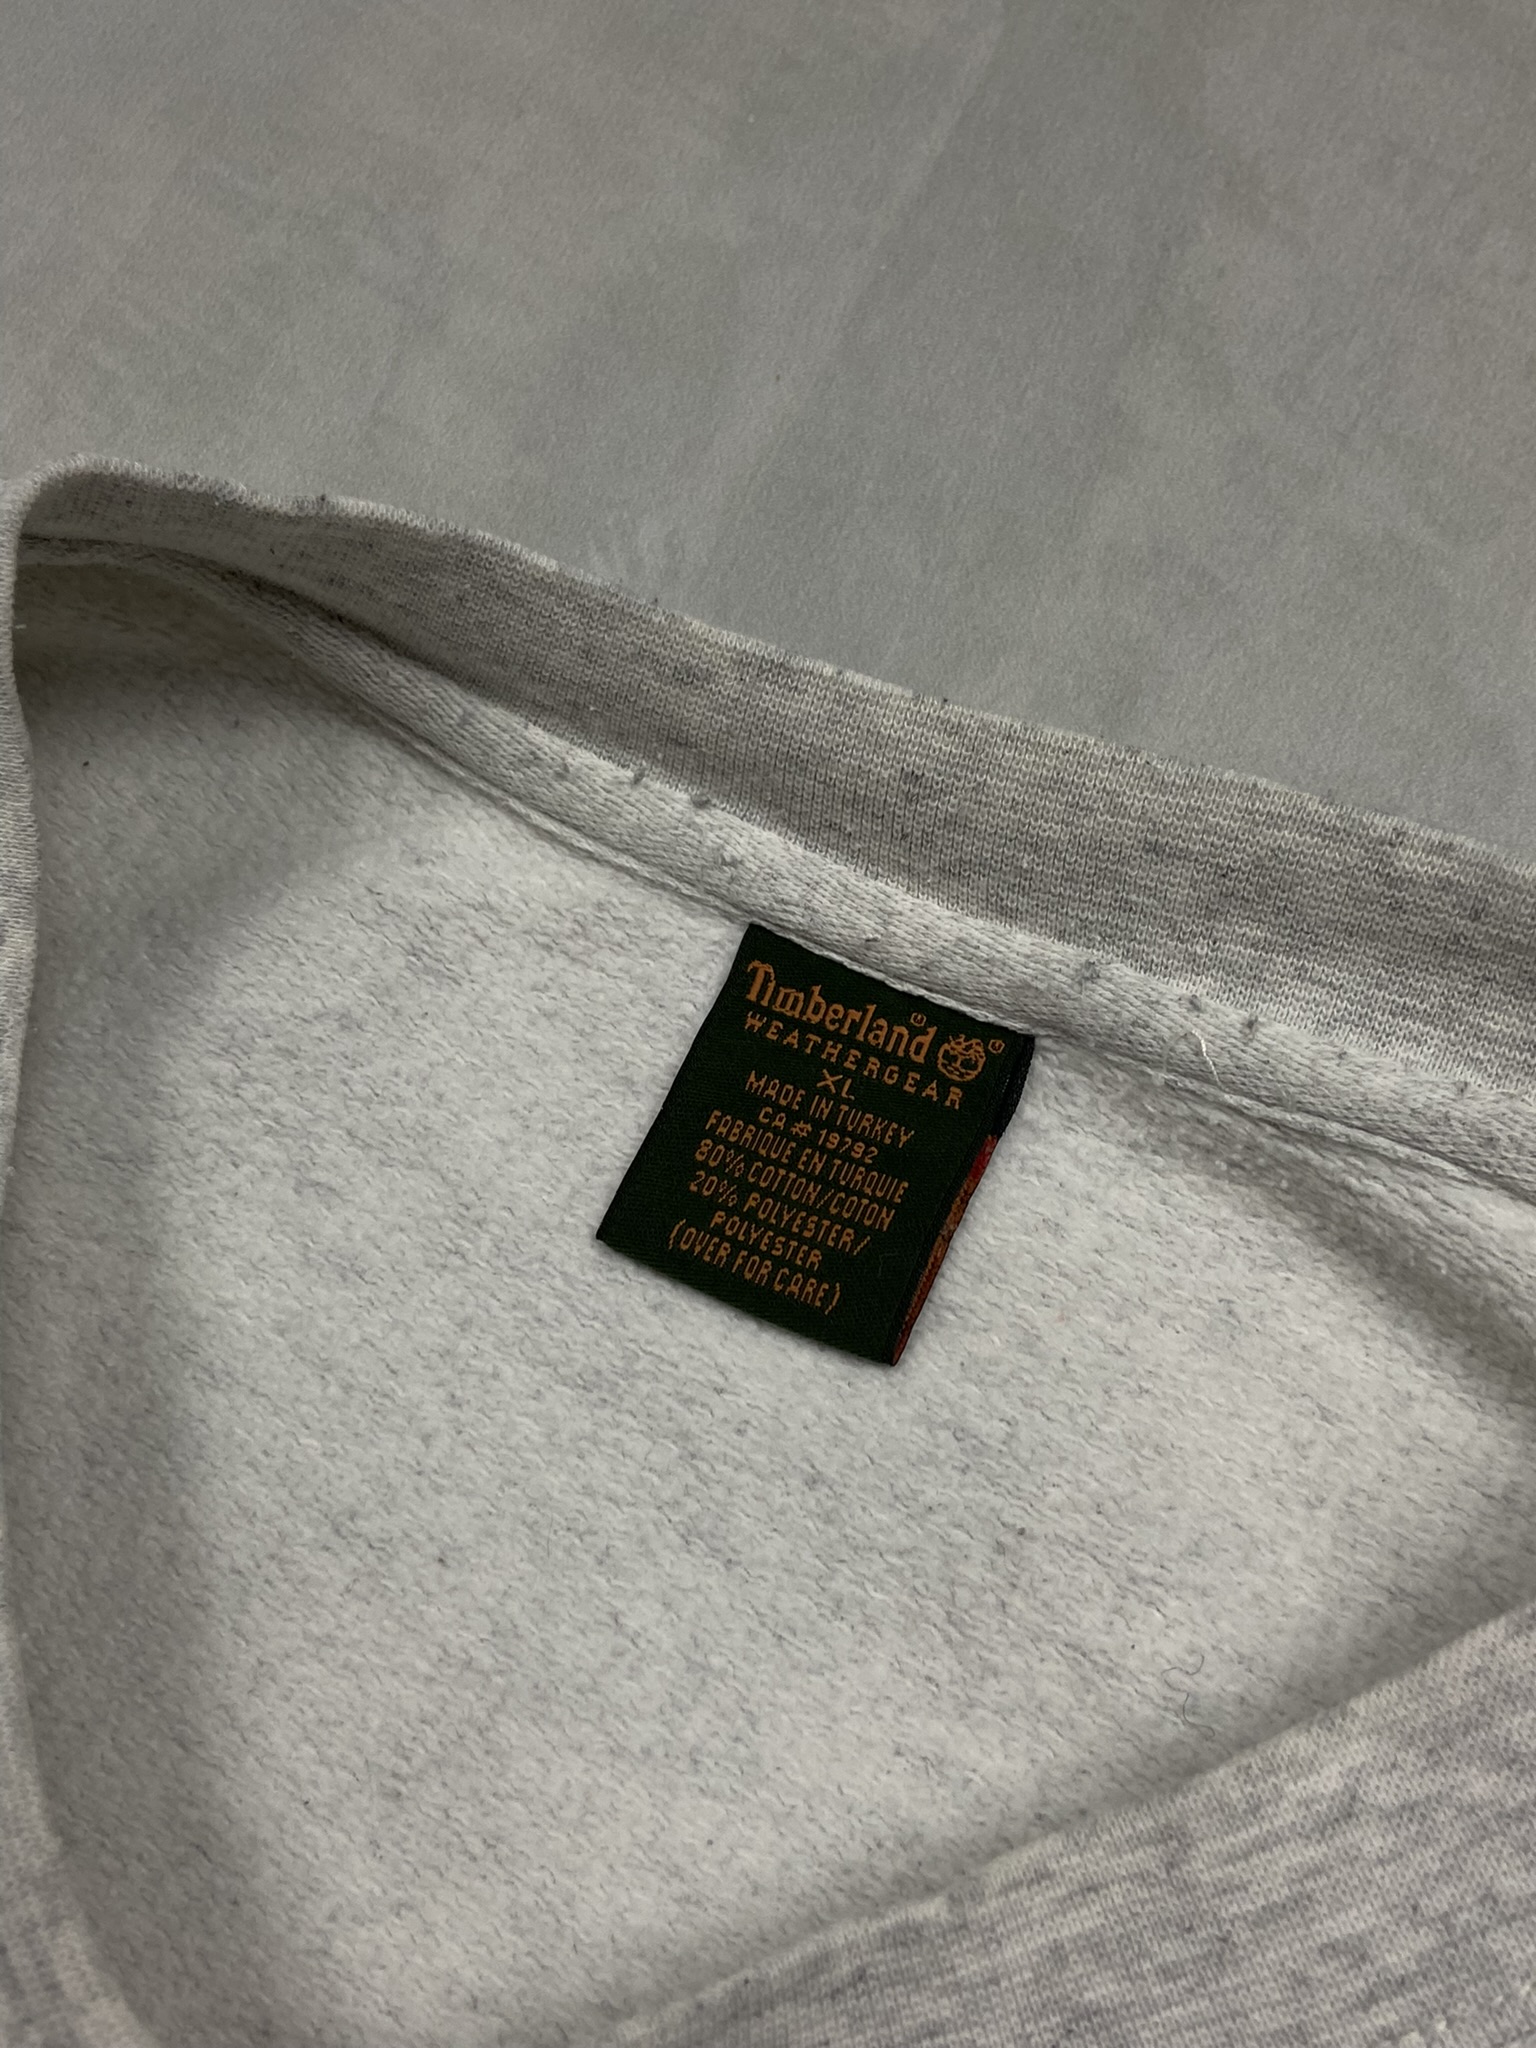 Timberland
WEATHERGEAR
XL
MADE IN TURKEY
CA # 19792
FABRIQUE EN TURQUIE
80% COTTON/COTON
20% POLYESTER/
POLYESTER
(OVER FOR CARE)